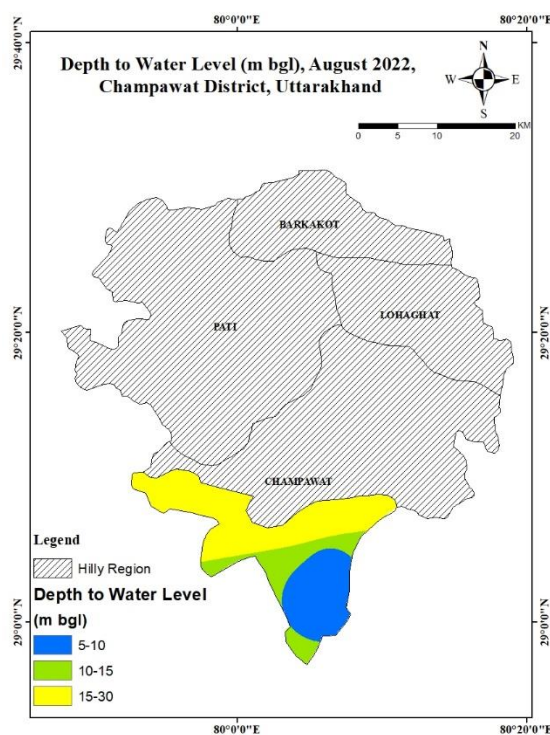 80°0'0"E
80°20'0"E
29°40'0"N
29°40'0"N
Depth to Water Level (m bgl), August 2022,
Champawat District, Uttarakhand
N
W
E
S
KM
0 5 10 20
BARKAKOT
LOHAGHAT
PATI
29°20'0"N
29°20'0"N
CHAMPAWAT
Legend
Hilly Region
Depth to Water Level
(m bgl)
5-10
10-15
15-30
29°0'0"N
29°0'0"N
80°0'0"E
80°20'0"E